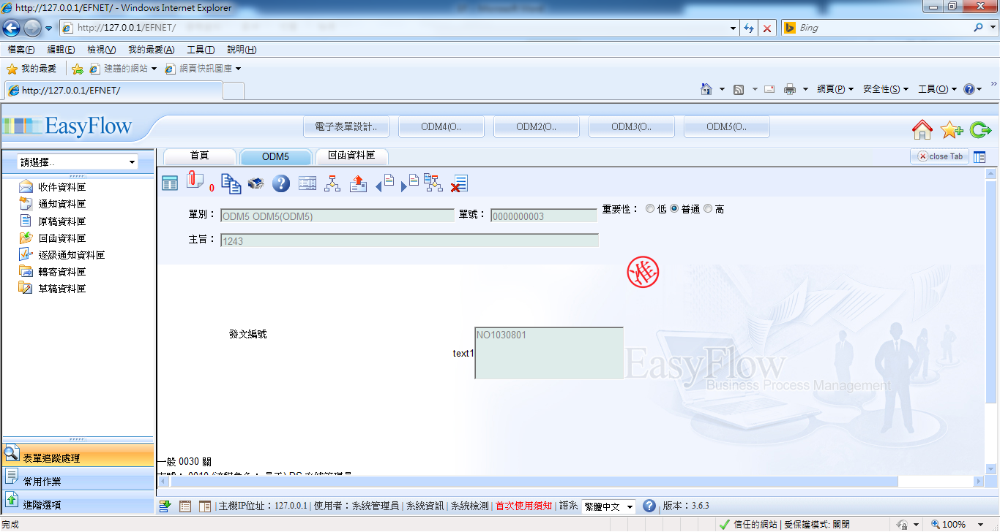 http://127.0.0.1/EFNET/ - Windows Internet Explorer
http://127.0.0.1/EFNET/
Bing
檔案(F) 編輯(E) 檢視(V) 我的最愛(A) 工具(T) 說明(H)
我的最愛 建議的網站 網頁快訊圖庫
http://127.0.0.1/EFNET/ 網頁(P) 安全性(S) 工具(O)
EasyFlow 電子表單設計.. ODM4(O.. ODM2(O.. ODM3(O.. ODM5(O..
請選擇.. 首頁 ODM5 回函資料匣 close Tab
收件資料匣
通知資料匣
原稿資料匣
回函資料匣
逐級通知資料匣
轉寄資料匣
草稿資料匣
0
單別： ODM5 ODM5(ODM5) 單號： 0000000003 重要性： 低 普通 高
主旨： 1243
准
發文編號
text1 NO1030801
EasyFlow
Business Process Management
一般 0030 關
表單追蹤處理
常用作業
進階選項
主機IP位址：127.0.0.1 | 使用者：系統管理員 | 系統資訊 | 系統檢測 | 首次使用須知 | 語系 繁體中文 版本：3.6.3
完成 信任的網站 | 受保護模式: 關閉 100%